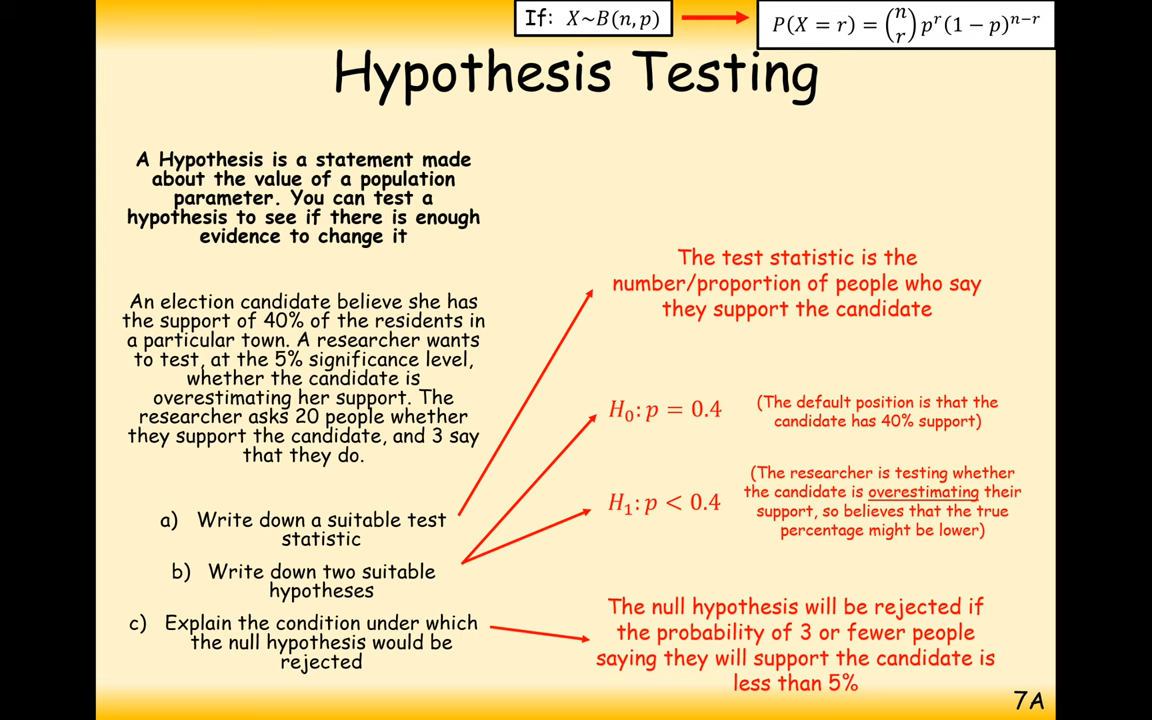 If: X~B(n,p)
P(X = r) = (n r) p^r (1 − p)^{n−r}
Hypothesis Testing
A Hypothesis is a statement made
about the value of a population
parameter. You can test a
hypothesis to see if there is enough
evidence to change it
An election candidate believe she has
the support of 40% of the residents in
a particular town. A researcher wants
to test, at the 5% significance level,
whether the candidate is
overestimating her support. The
researcher asks 20 people whether
they support the candidate, and 3 say
that they do.
a) Write down a suitable test
statistic
b) Write down two suitable
hypotheses
c) Explain the condition under which
the null hypothesis would be
rejected
The test statistic is the
number/proportion of people who say
they support the candidate
H₀: p = 0.4
(The default position is that the
candidate has 40% support)
H₁: p < 0.4
(The researcher is testing whether
the candidate is overestimating their
support, so believes that the true
percentage might be lower)
The null hypothesis will be rejected if
the probability of 3 or fewer people
saying they will support the candidate is
less than 5%
7A